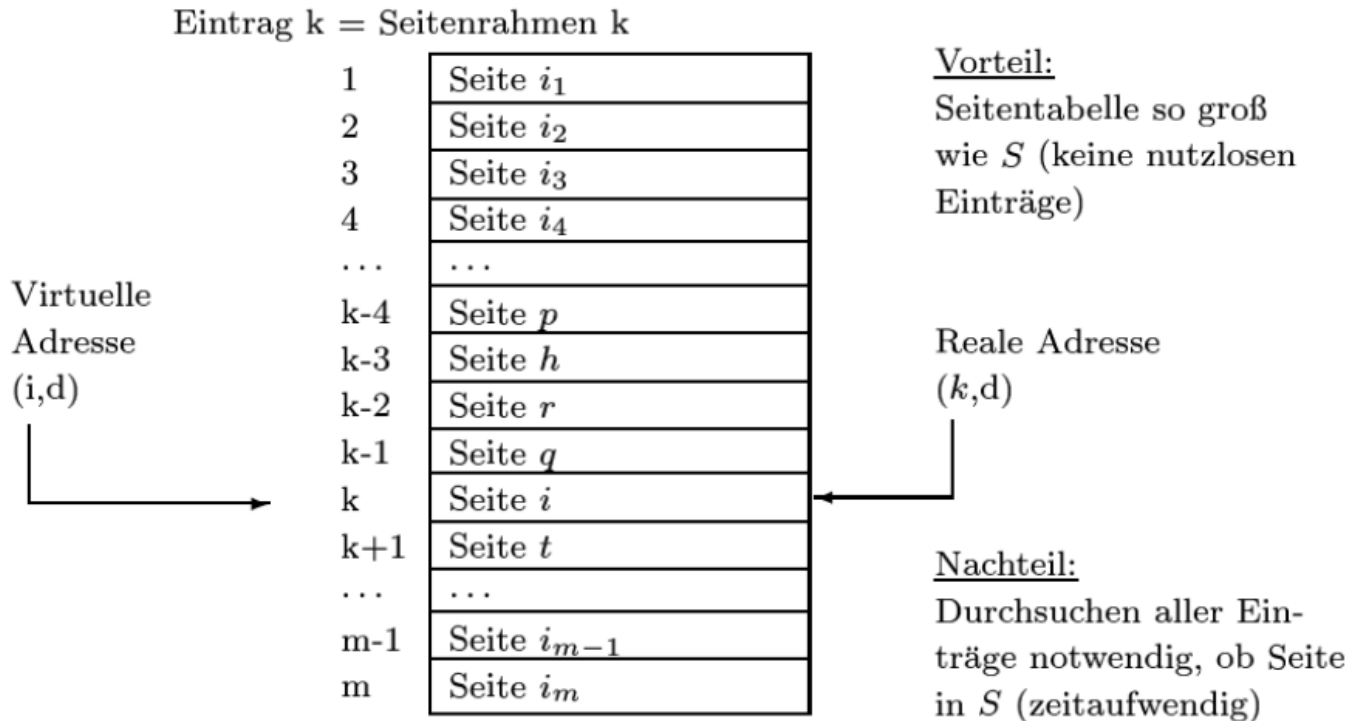 Eintrag k = Seitenrahmen k
1 Seite i₁
2 Seite i₂
3 Seite i₃
4 Seite i₄
... ...
k-4 Seite p
k-3 Seite h
k-2 Seite r
k-1 Seite q
k Seite i
k+1 Seite t
... ...
m-1 Seite iₘ₋₁
m Seite iₘ
Virtuelle
Adresse
(i,d)
Vorteil:
Seitentabelle so groß
wie S (keine nutzlosen
Einträge)
Reale Adresse
(k,d)
Nachteil:
Durchsuchen aller Ein-
träge notwendig, ob Seite
in S (zeitaufwendig)